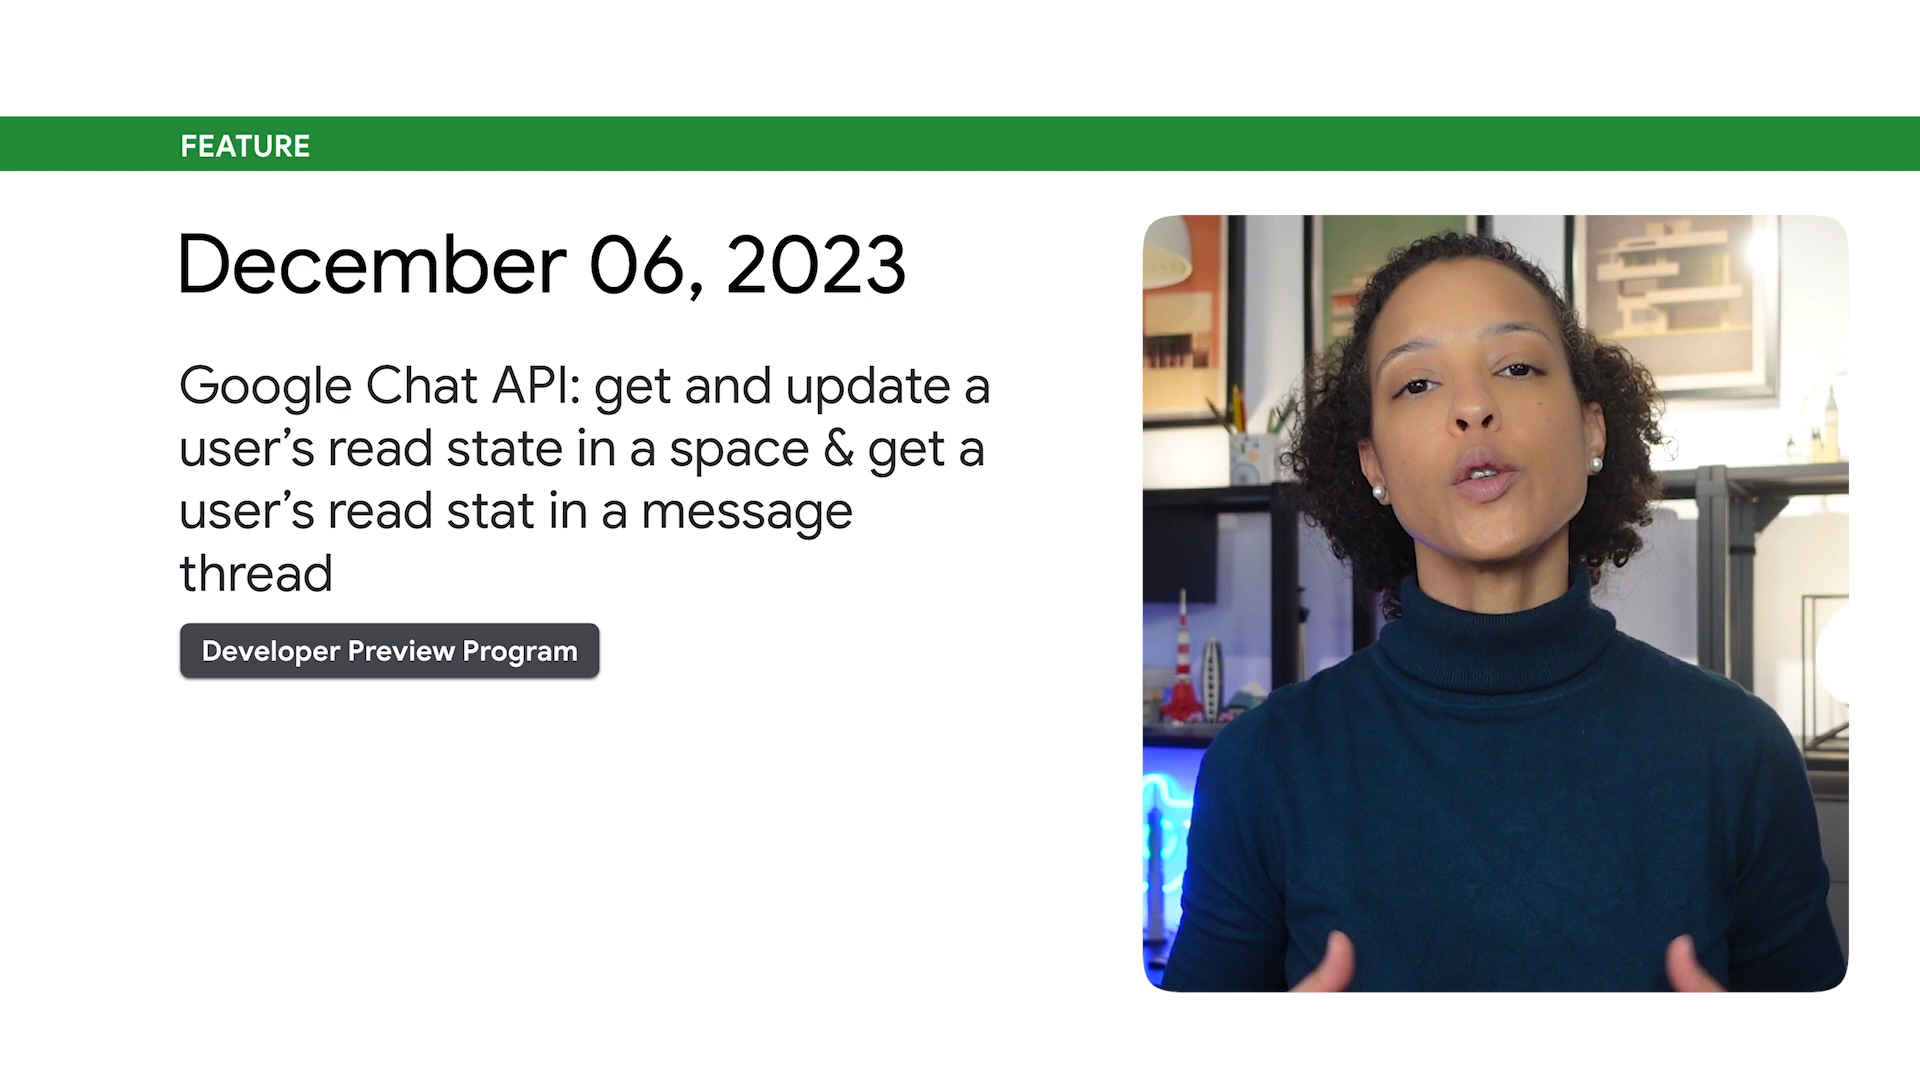 FEATURE
December 06, 2023
Google Chat API: get and update a
user’s read state in a space & get a
user’s read stat in a message
thread
Developer Preview Program